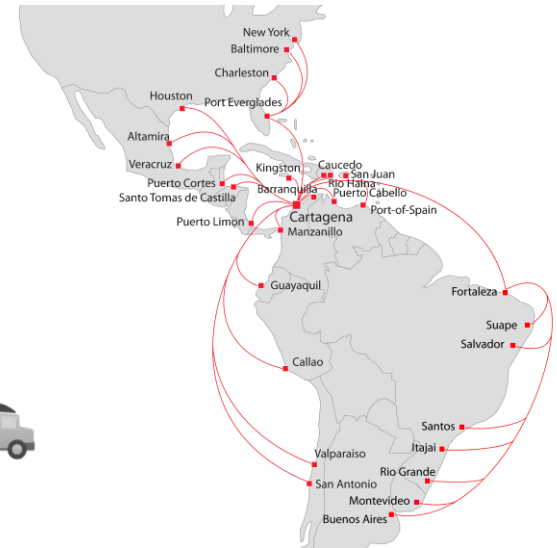 New York
Baltimore
Charleston
Houston
Port Everglades
Altamira
Veracruz
Kingston
Caucedo
San Juan
Puerto Cortes
Barranquilla
Rio Haina
Santo Tomas de Castilla
Puerto Cabello
Port-of-Spain
Cartagena
Puerto Limon
Manzanillo
Guayaquil
Fortaleza
Suape
Salvador
Callao
Santos
Itajai
Valparaiso
Rio Grande
San Antonio
Montevideo
Buenos Aires